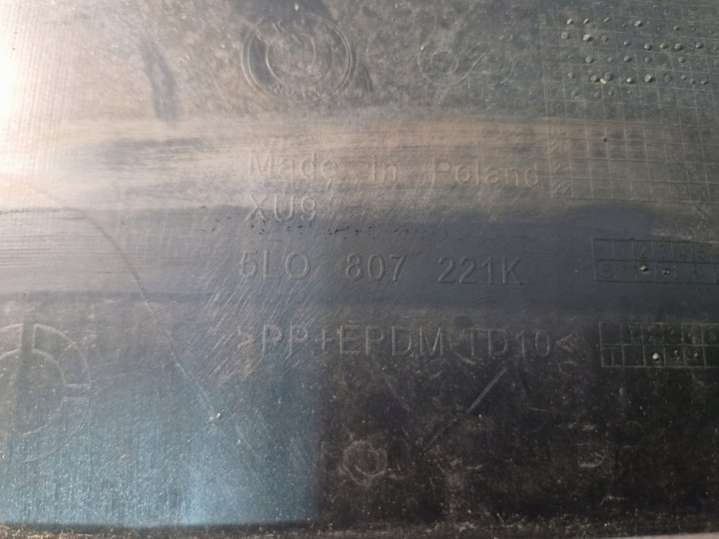 Made in Poland
XU9
5L0 807 221K
>PP+EPDM-TD10<